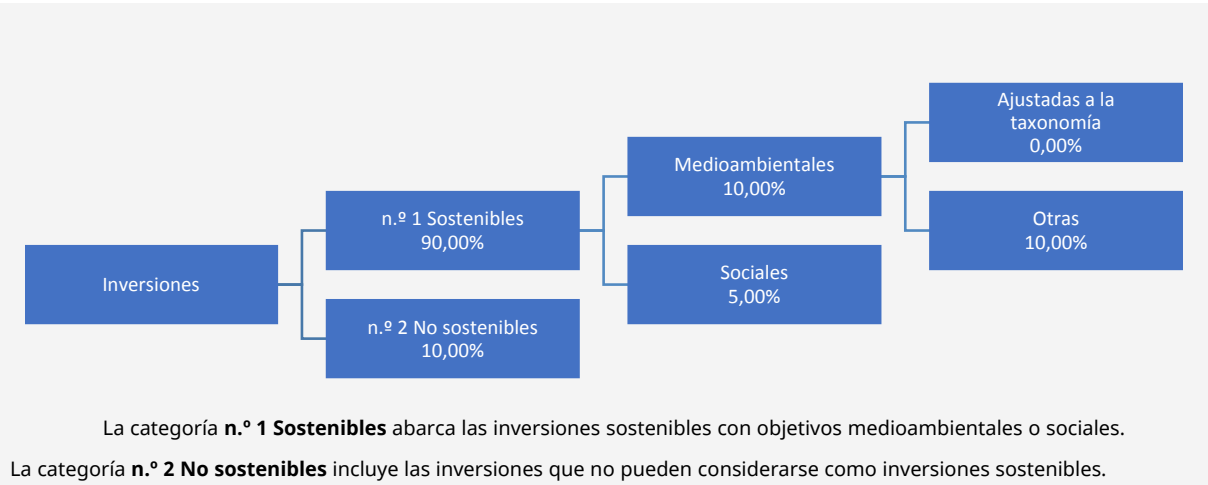 Inversiones
n.º 1 Sostenibles
90,00%
n.º 2 No sostenibles
10,00%
Medioambientales
10,00%
Sociales
5,00%
Ajustadas a la
taxonomía
0,00%
Otras
10,00%
La categoría n.º 1 Sostenibles abarca las inversiones sostenibles con objetivos medioambientales o sociales.
La categoría n.º 2 No sostenibles incluye las inversiones que no pueden considerarse como inversiones sostenibles.